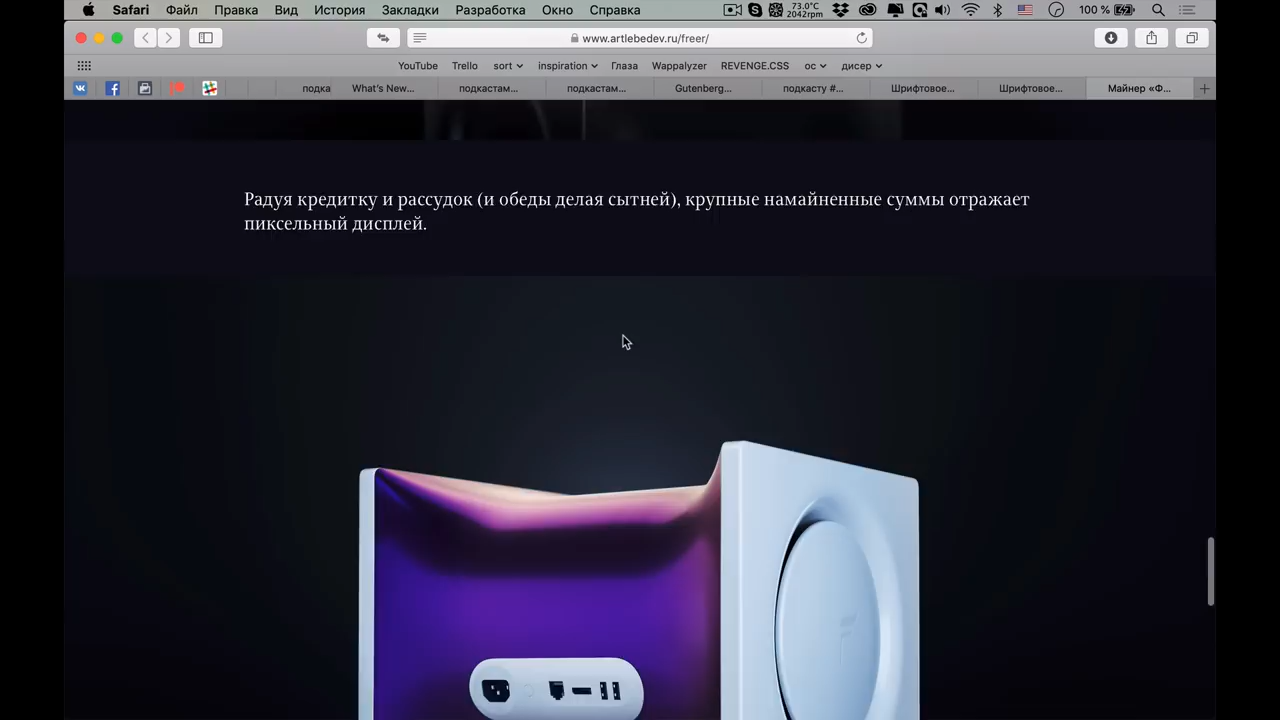 Safari Файл Правка Вид История Закладки Разработка Окно Справка 73.0°C 2042rpm 100 %
www.artlebedev.ru/freer/
YouTube Trello sort inspiration Глаза Wappalyzer REVENGE.CSS ос дисер
подка What's New... подкастам... подкастам... Gutenberg... подкасту #... Шрифтовое... Шрифтовое... Майнер «Ф...
Радуя кредитку и рассудок (и обеды делая сытней), крупные намайненные суммы отражает
пиксельный дисплей.